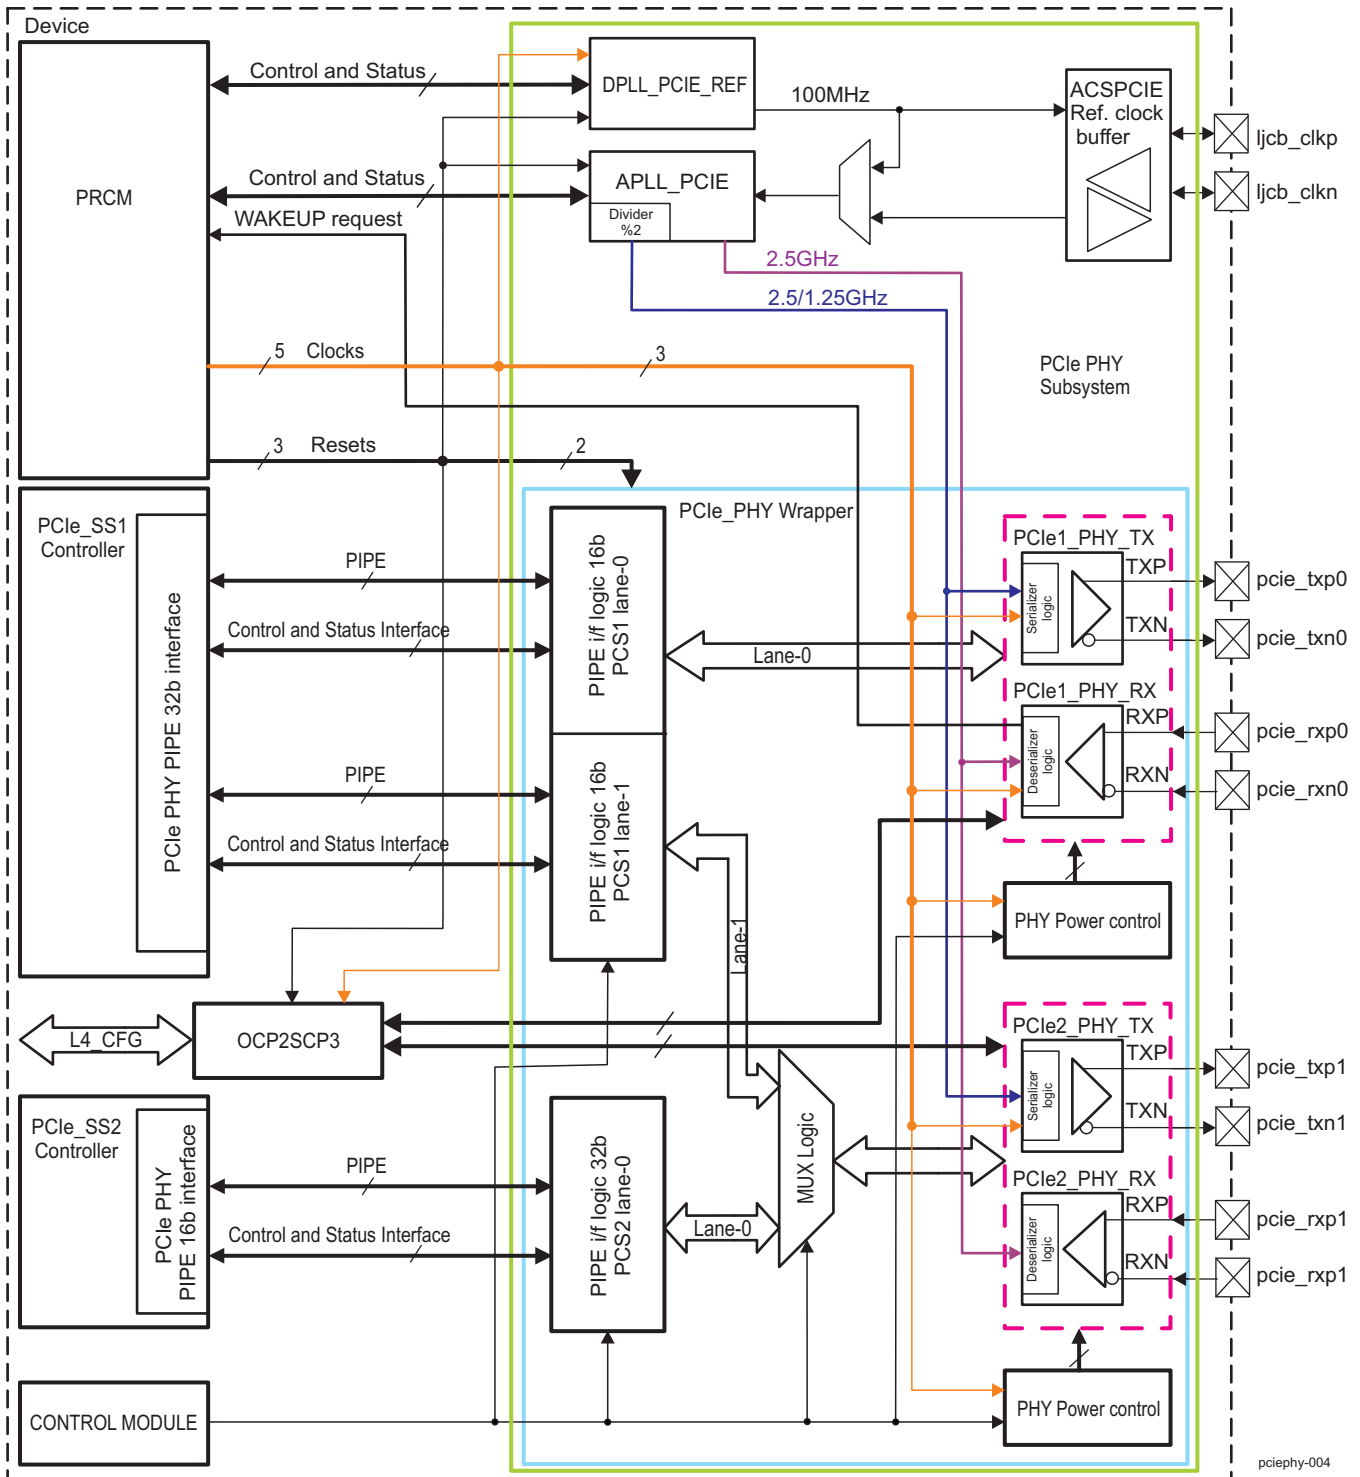 Device
PRCM
Control and Status
DPLL_PCIE_REF
100MHz
ACSPCIE
Ref. clock
buffer
ljcb_clkp
ljcb_clkn
Control and Status
APLL_PCIE
Divider
%2
WAKEUP request
2.5GHz
2.5/1.25GHz
5
Clocks
3
PCIe PHY
Subsystem
3
Resets
2
PCIe_SS1
Controller
PCIe PHY PIPE 32b interface
PIPE
Control and Status Interface
PIPE
Control and Status Interface
PIPE i/f logic 16b
PCS1 lane-0
PIPE i/f logic 16b
PCS1 lane-1
PCIe_PHY Wrapper
Lane-0
Lane-1
PCIe1_PHY_TX
Serializer
logic
TXP
TXN
pcie_txp0
pcie_txn0
PCIe1_PHY_RX
Deserializer
logic
RXP
RXN
pcie_rxp0
pcie_rxn0
PHY Power control
L4_CFG
OCP2SCP3
PCIe_SS2
Controller
PCIe PHY
PIPE 16b interface
PIPE
Control and Status Interface
PIPE i/f logic 32b
PCS2 lane-0
Lane-0
MUX Logic
PCIe2_PHY_TX
Serializer
logic
TXP
TXN
pcie_txp1
pcie_txn1
PCIe2_PHY_RX
Deserializer
logic
RXP
RXN
pcie_rxp1
pcie_rxp1
PHY Power control
CONTROL MODULE
pciephy-004